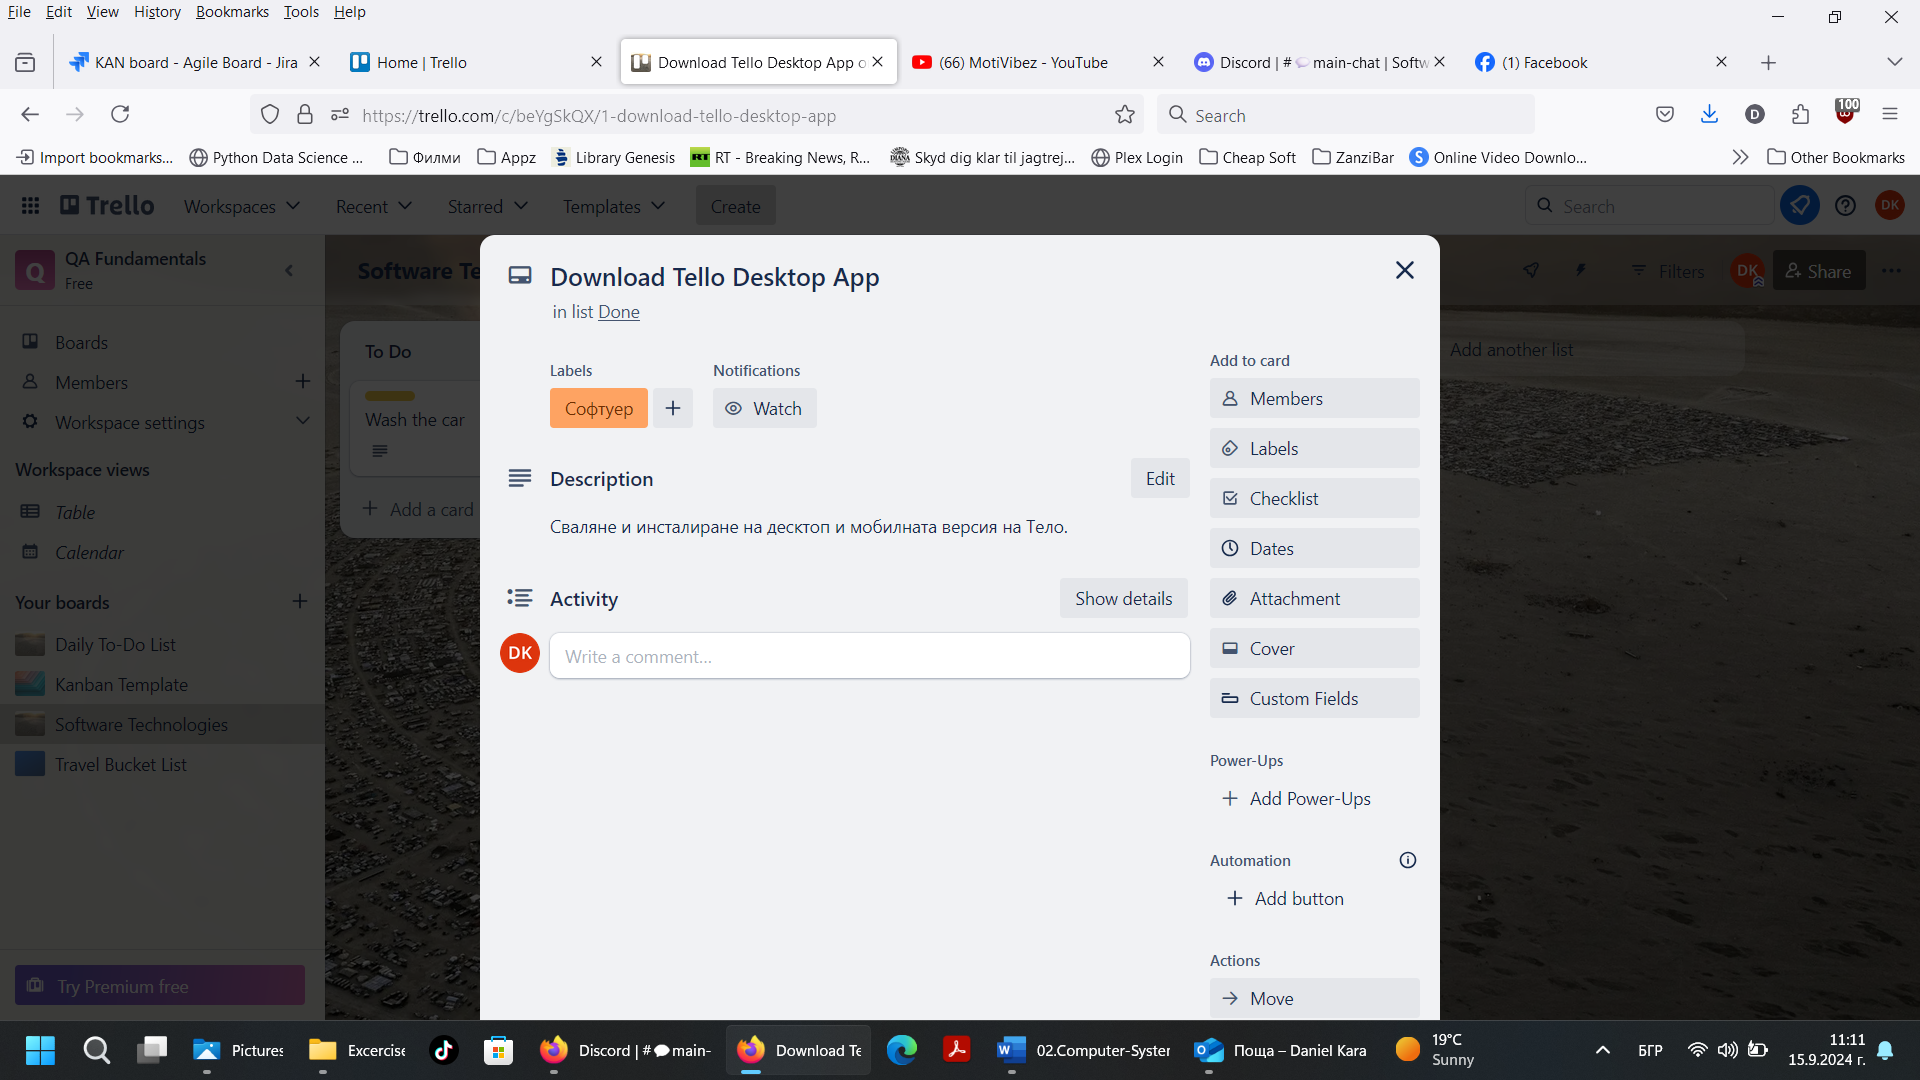 File Edit View History Bookmarks Tools Help
KAN board - Agile Board - Jira
Home | Trello
Download Tello Desktop App o
(66) MotiVibez - YouTube
Discord | # main-chat | Softw
(1) Facebook
https://trello.com/c/beYgSkQX/1-download-tello-desktop-app
Search
D
100
Import bookmarks...
Python Data Science ...
Филми
Appz
Library Genesis
RT
RT - Breaking News, R...
DIANA
Skyd dig klar til jagtrej...
Plex Login
Cheap Soft
ZanziBar
S
Online Video Downlo...
Other Bookmarks
Trello
Workspaces
Recent
Starred
Templates
Create
Search
DK
Q
QA Fundamentals
Free
Boards
Members
Workspace settings
Workspace views
Table
Calendar
Your boards
Daily To-Do List
Kanban Template
Software Technologies
Travel Bucket List
Try Premium free
Software Te
Filters
DK
Share
To Do
Wash the car
Add a card
Add another list
Download Tello Desktop App
in list Done
Labels
Софтуер
Notifications
Watch
Description
Edit
Сваляне и инсталиране на десктоп и мобилната версия на Тело.
Activity
Show details
DK
Write a comment...
Add to card
Members
Labels
Checklist
Dates
Attachment
Cover
Custom Fields
Power-Ups
Add Power-Ups
Automation
Add button
Actions
Move
Pictures
Excercise
Discord | # main-
Download Te
02.Computer-System
Поща – Daniel Kara
19°C
Sunny
БГР
11:11
15.9.2024 г.